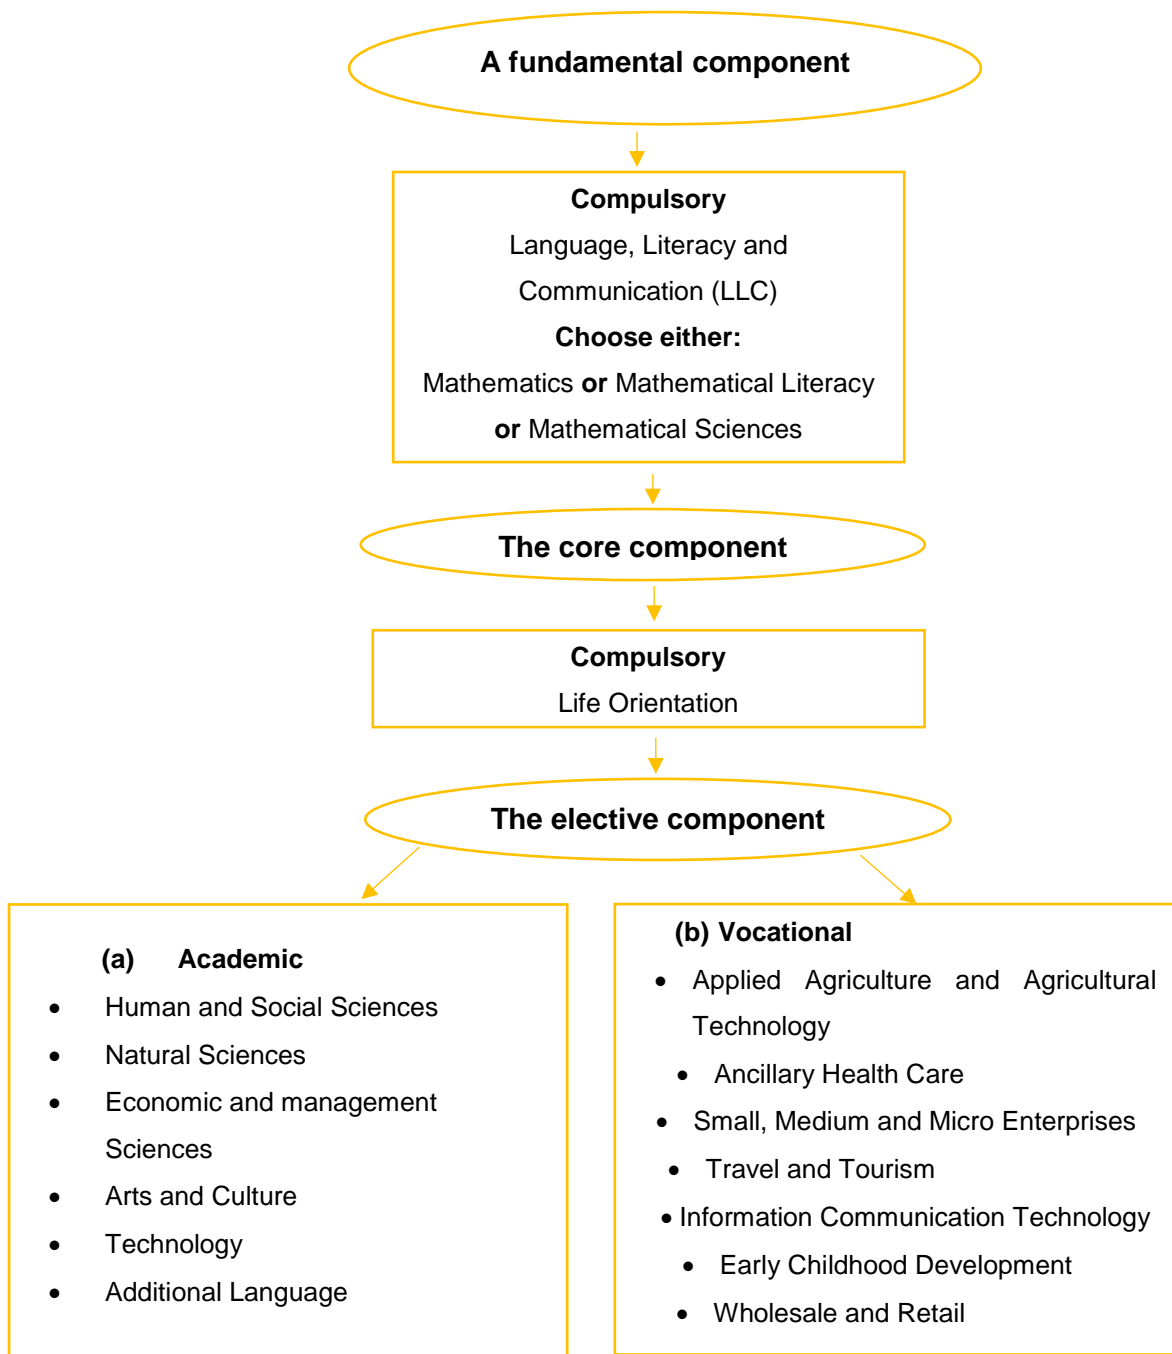 A fundamental component
Compulsory
Language, Literacy and
Communication (LLC)
Choose either:
Mathematics or Mathematical Literacy
or Mathematical Sciences
The core component
Compulsory
Life Orientation
The elective component
(a) Academic
• Human and Social Sciences
• Natural Sciences
• Economic and management
Sciences
• Arts and Culture
• Technology
• Additional Language
(b) Vocational
• Applied Agriculture and Agricultural
Technology
• Ancillary Health Care
• Small, Medium and Micro Enterprises
• Travel and Tourism
• Information Communication Technology
• Early Childhood Development
• Wholesale and Retail